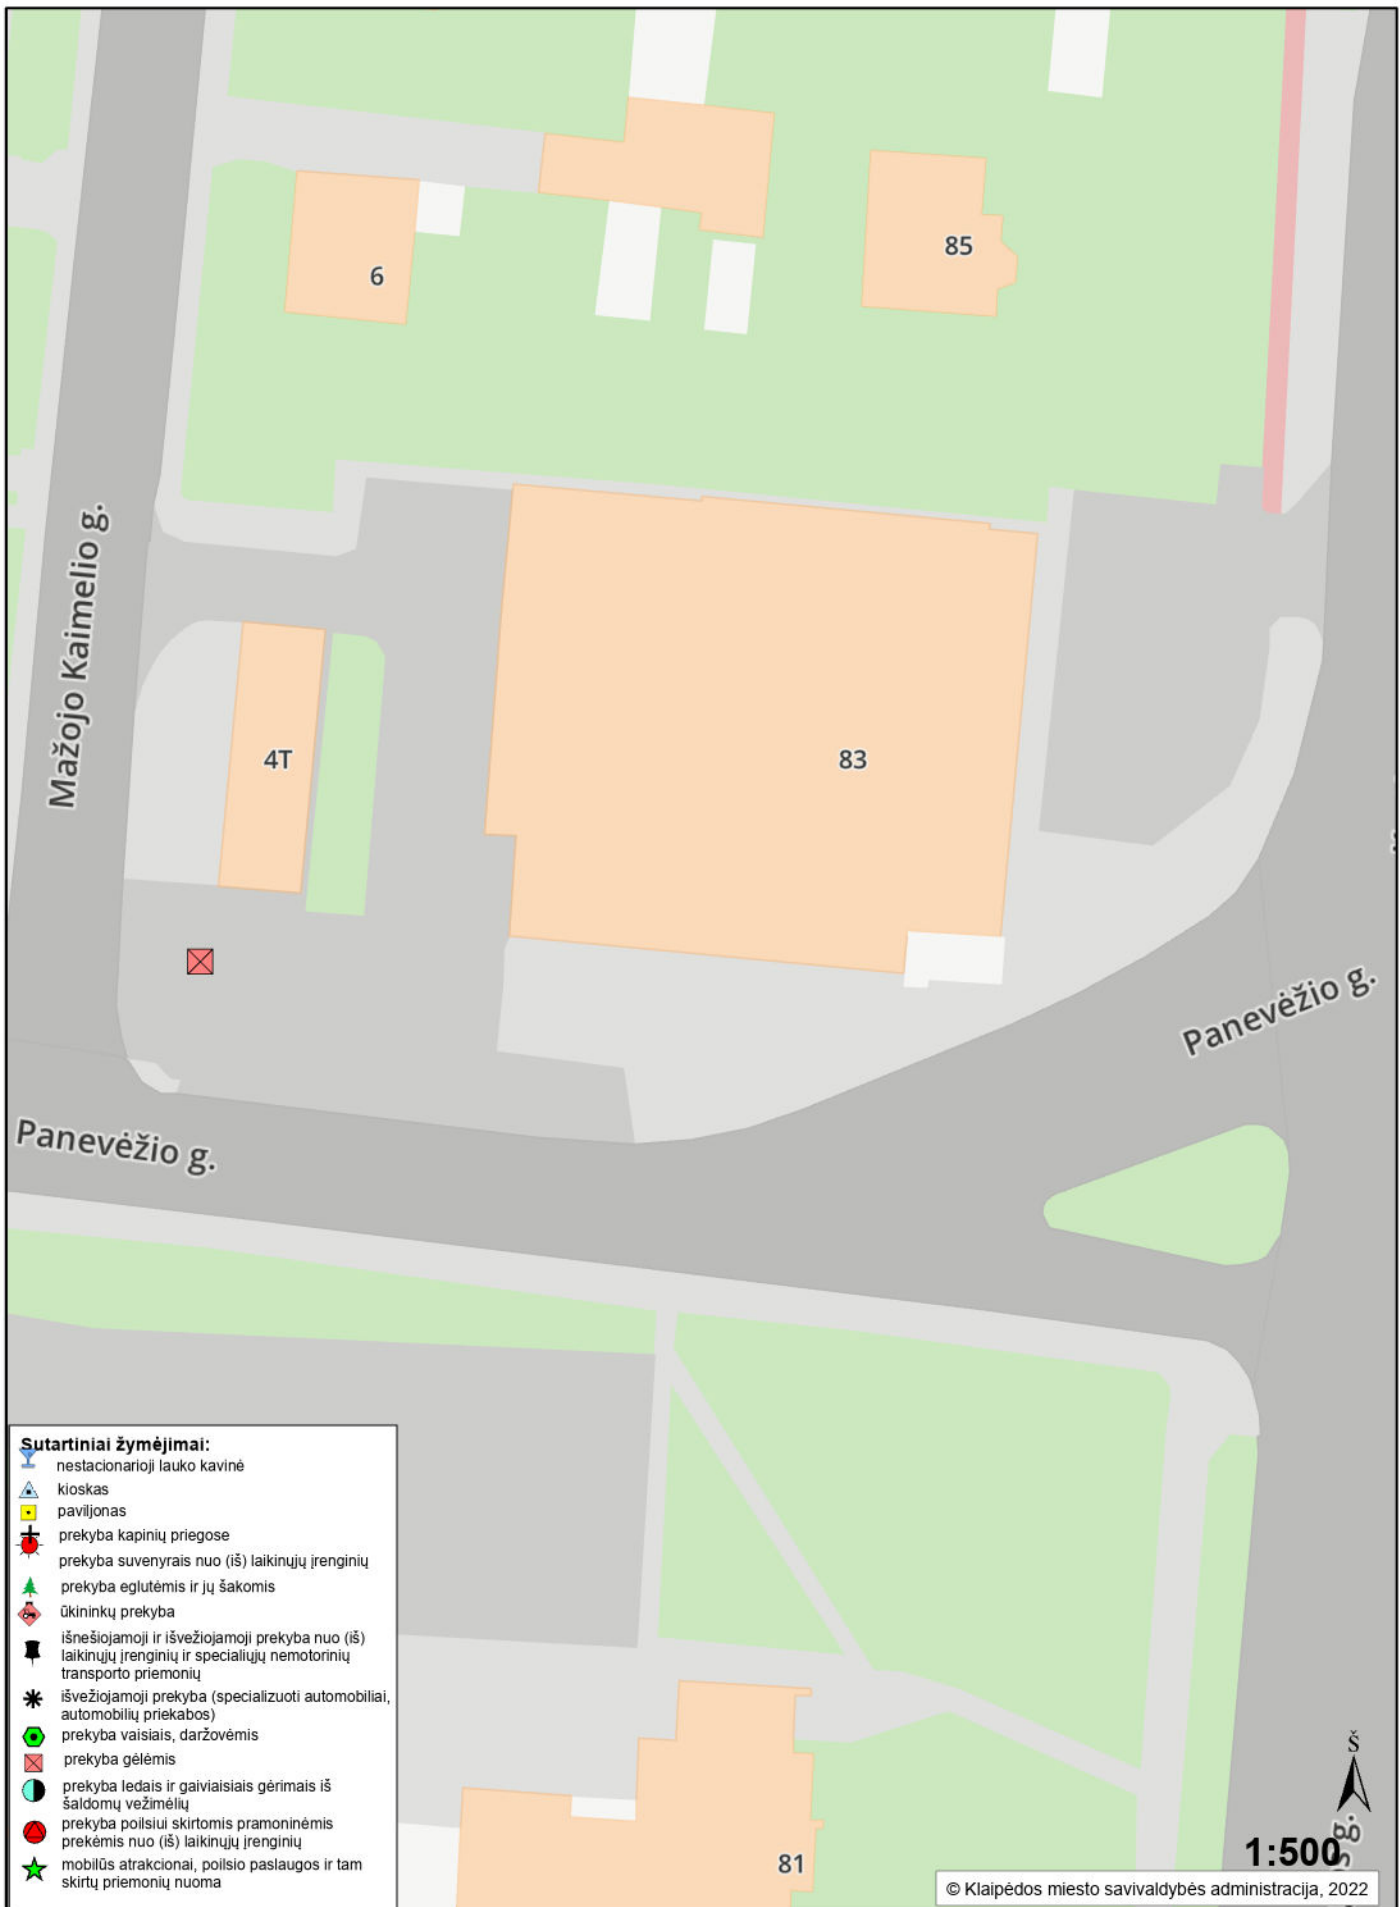 85
6
Mažojo Kaimelio g.
4T
83
Panevėžio g.
Panevėžio g.
Sutartiniai žymėjimai:
nestacionarioji lauko kavinė
kioskas
paviljonas
prekyba kapinių priegose
prekyba suvenyrais nuo (iš) laikinųjų įrenginių
prekyba eglutėmis ir jų šakomis
ūkininkų prekyba
išnešiojamoji ir išvežiojamoji prekyba nuo (iš)
laikinųjų įrenginių ir specialiųjų nemotorinių
transporto priemonių
išvežiojamoji prekyba (specializuoti automobiliai,
automobilių priekabos)
prekyba vaisiais, daržovėmis
prekyba gėlėmis
prekyba ledais ir gaiviaisiais gėrimais iš
šaldomų vežimėlių
prekyba poilsiui skirtomis pramoninėmis
prekėmis nuo (iš) laikinųjų įrenginių
mobilūs atrakcionai, poilsio paslaugos ir tam
skirtų priemonių nuoma
81
Š
g.
1:500
© Klaipėdos miesto savivaldybės administracija, 2022